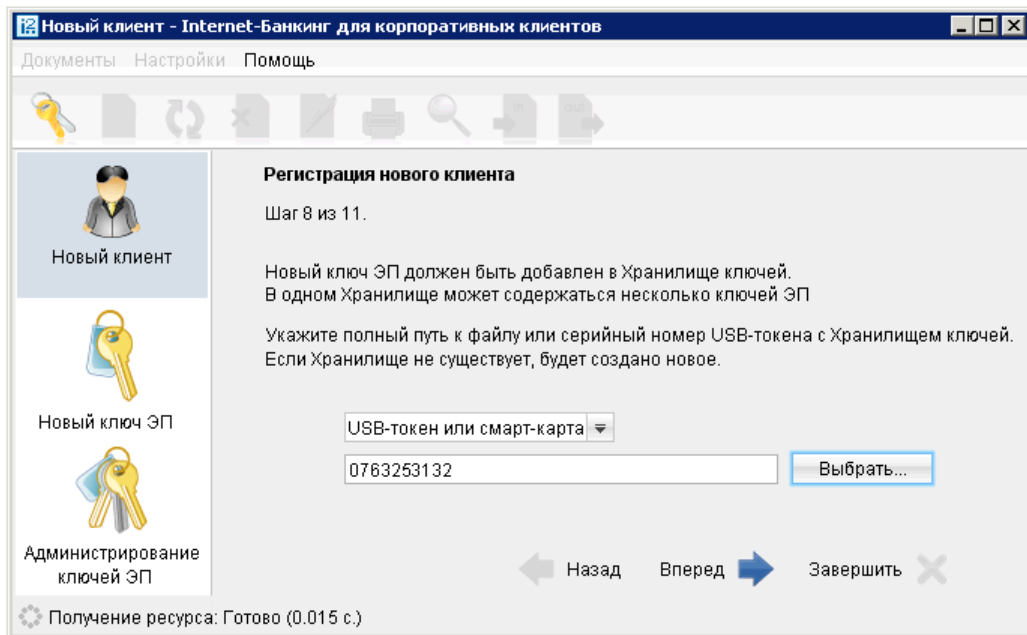 Новый клиент - Internet-Банкинг для корпоративных клиентов
Документы Настройки Помощь
IN OUT
Регистрация нового клиента
Шаг 8 из 11.
Новый клиент
Новый ключ ЭП должен быть добавлен в Хранилище ключей.
В одном Хранилище может содержаться несколько ключей ЭП
Укажите полный путь к файлу или серийный номер USB-токена с Хранилищем ключей.
Если Хранилище не существует, будет создано новое.
Новый ключ ЭП
USB-токен или смарт-карта
0763253132 Выбрать...
Администрирование
ключей ЭП
Назад Вперед Завершить
Получение ресурса: Готово (0.015 с.)